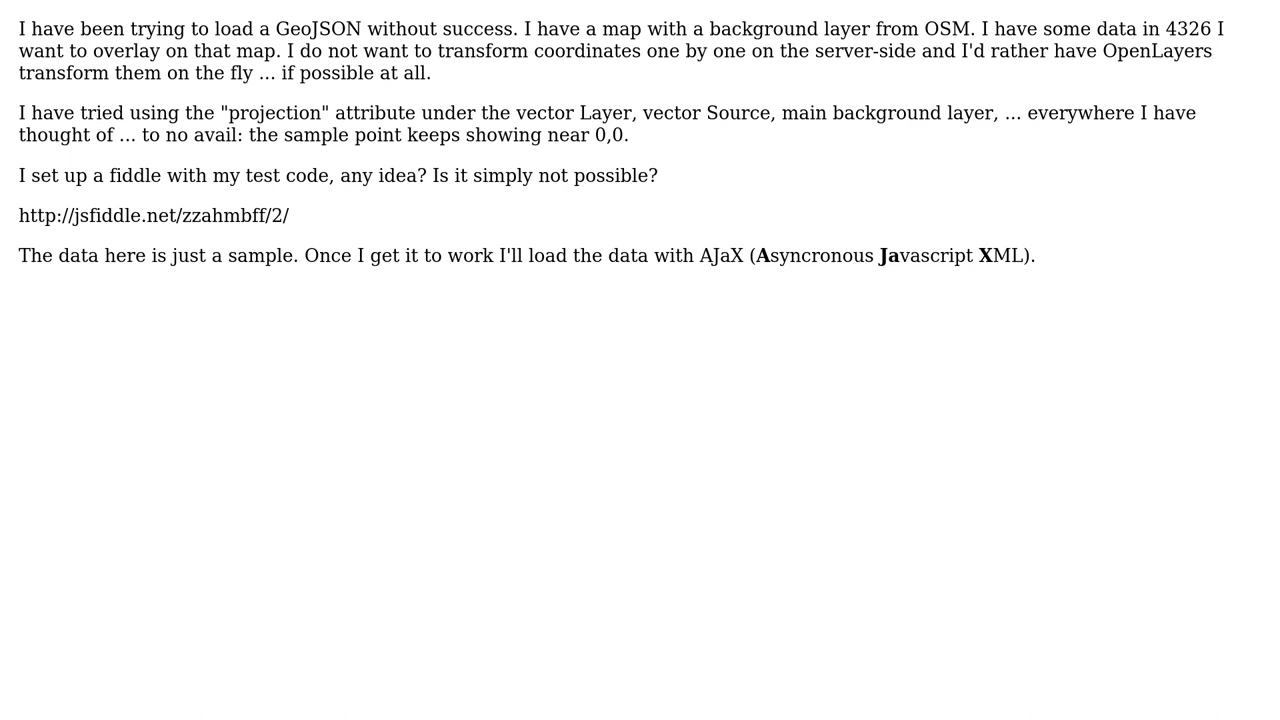 I have been trying to load a GeoJSON without success. I have a map with a background layer from OSM. I have some data in 4326 I
want to overlay on that map. I do not want to transform coordinates one by one on the server-side and I'd rather have OpenLayers
transform them on the fly ... if possible at all.
I have tried using the "projection" attribute under the vector Layer, vector Source, main background layer, ... everywhere I have
thought of ... to no avail: the sample point keeps showing near 0,0.
I set up a fiddle with my test code, any idea? Is it simply not possible?
http://jsfiddle.net/zzahmbff/2/
The data here is just a sample. Once I get it to work I'll load the data with AJaX (Asyncronous Javascript XML).